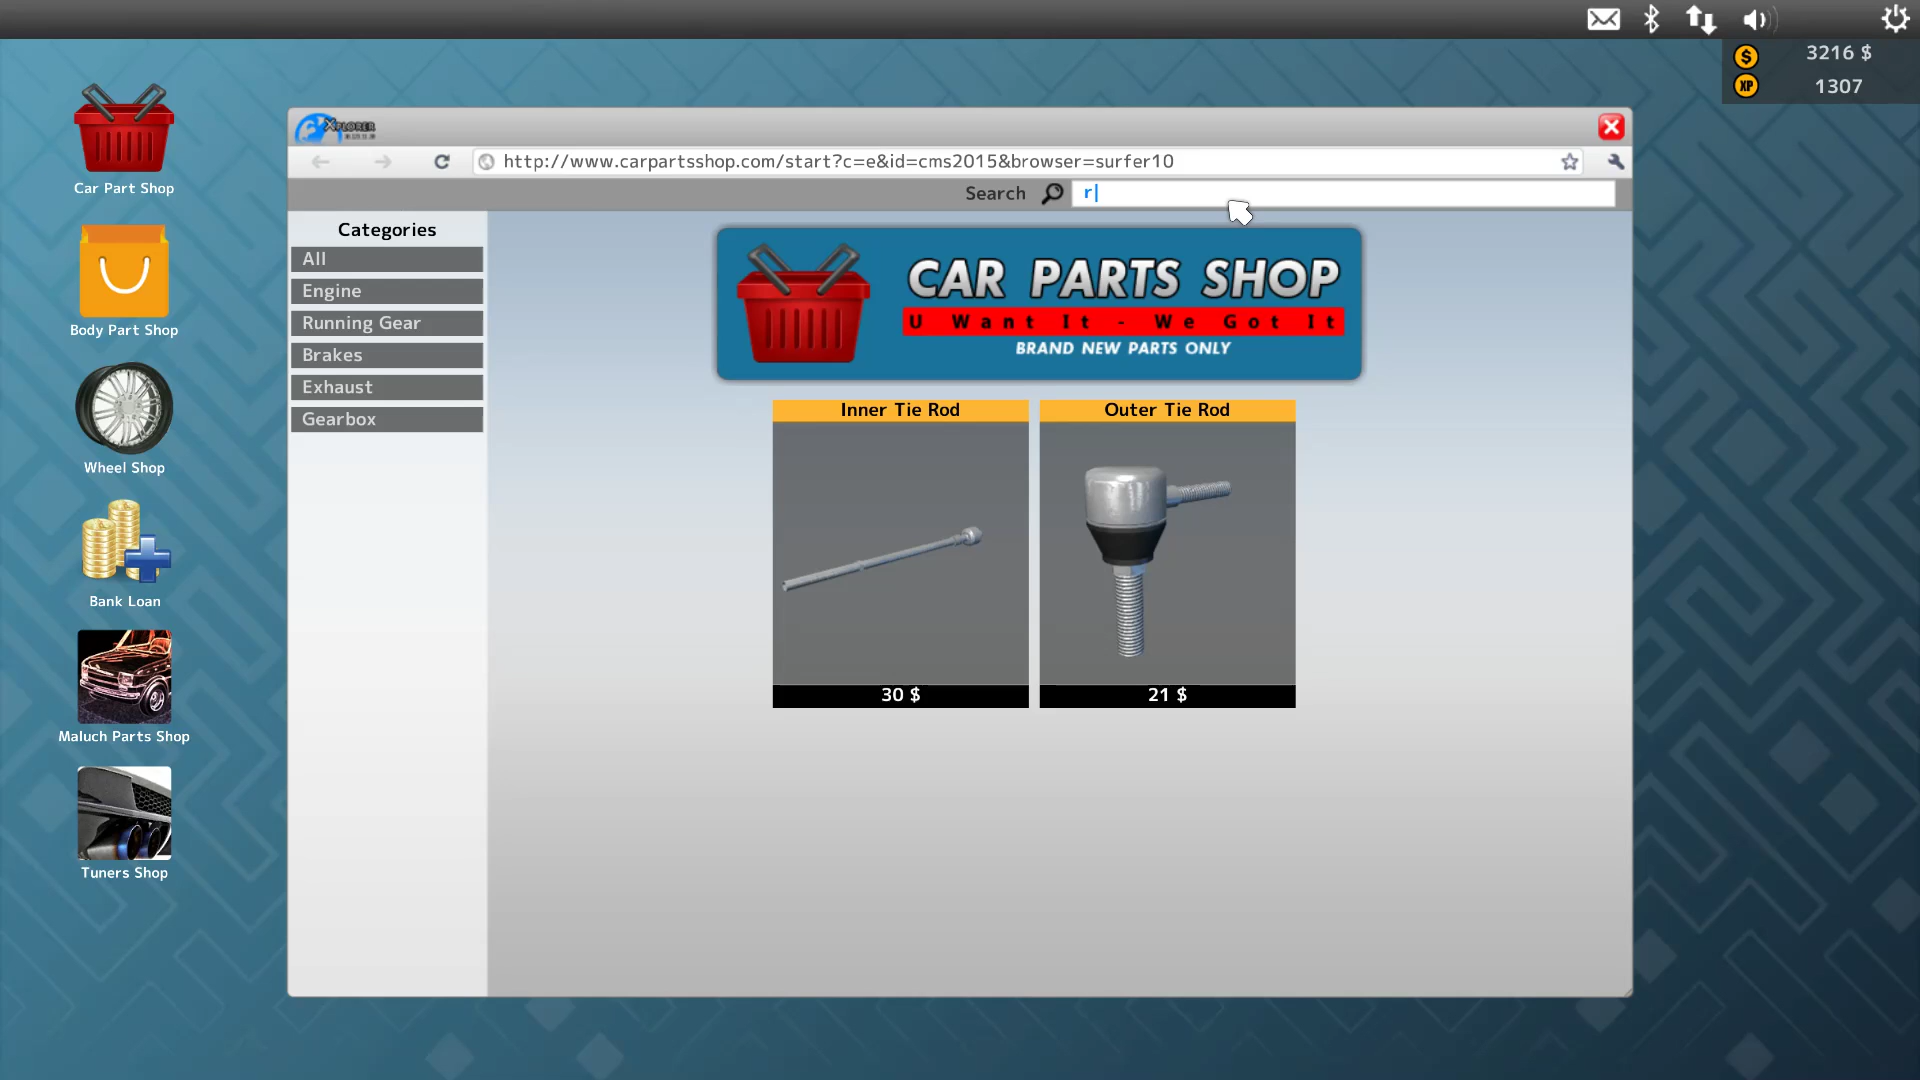 3216 $
XP
1307
Car Part Shop
Body Part Shop
Wheel Shop
Bank Loan
Maluch Parts Shop
Tuners Shop
XPLORER
http://www.carpartsshop.com/start?c=e&id=cms2015&browser=surfer10
Search r
Categories
All
Engine
Running Gear
Brakes
Exhaust
Gearbox
CAR PARTS SHOP
U Want It - We Got It
BRAND NEW PARTS ONLY
Inner Tie Rod
30 $
Outer Tie Rod
21 $